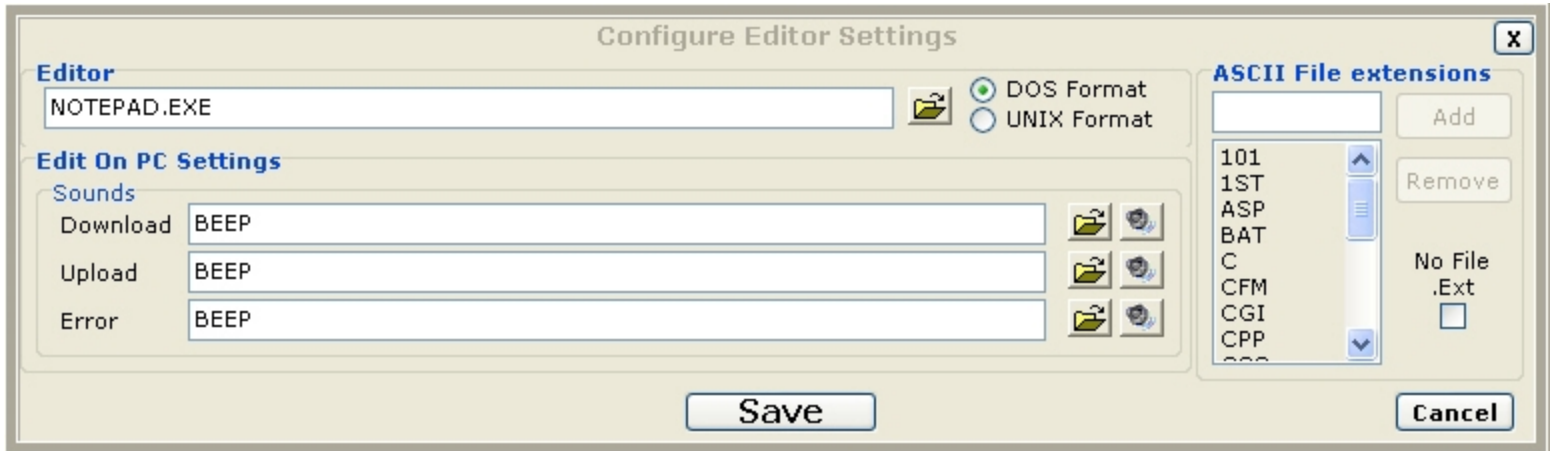 Configure Editor Settings
X
Editor
NOTEPAD.EXE
DOS Format
UNIX Format
Edit On PC Settings
Sounds
Download BEEP
Upload BEEP
Error BEEP
ASCII File extensions
Add
Remove
101
1ST
ASP
BAT
C
CFM
CGI
CPP
No File
.Ext
Save
Cancel